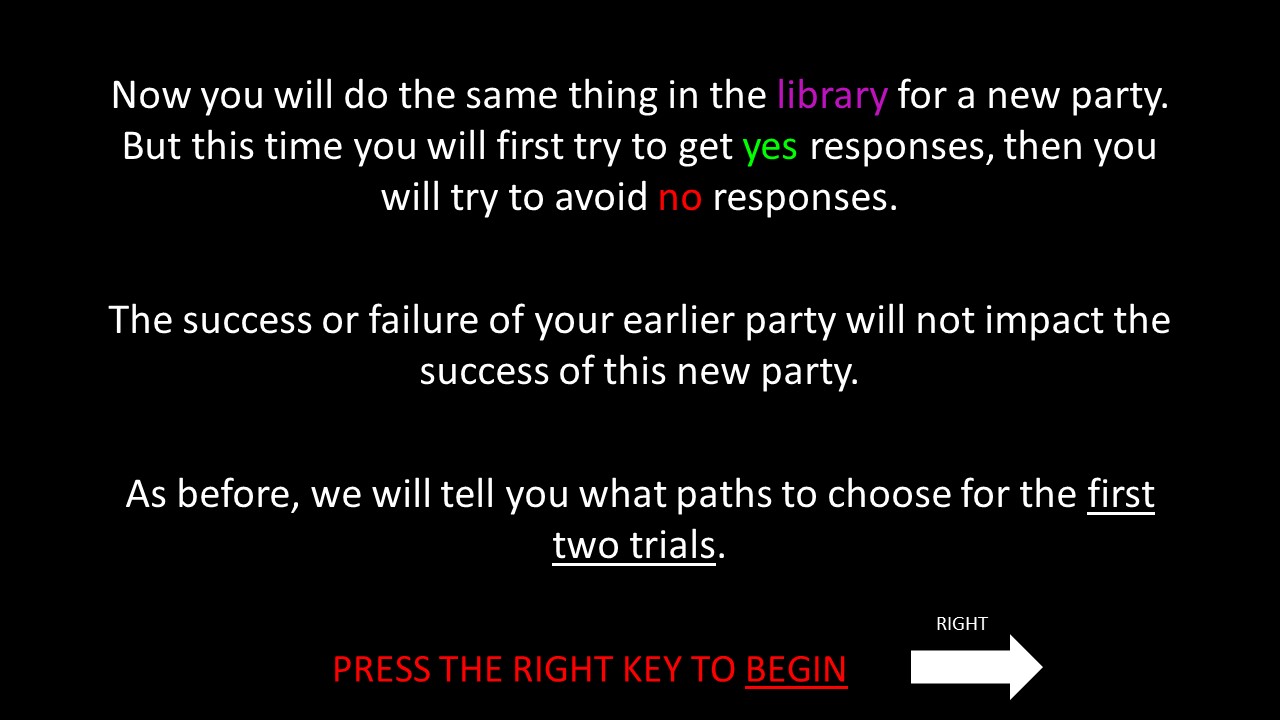 Now you will do the same thing in the library for a new party.
But this time you will first try to get yes responses, then you
will try to avoid no responses.
The success or failure of your earlier party will not impact the
success of this new party.
As before, we will tell you what paths to choose for the first
two trials.
RIGHT
PRESS THE RIGHT KEY TO BEGIN